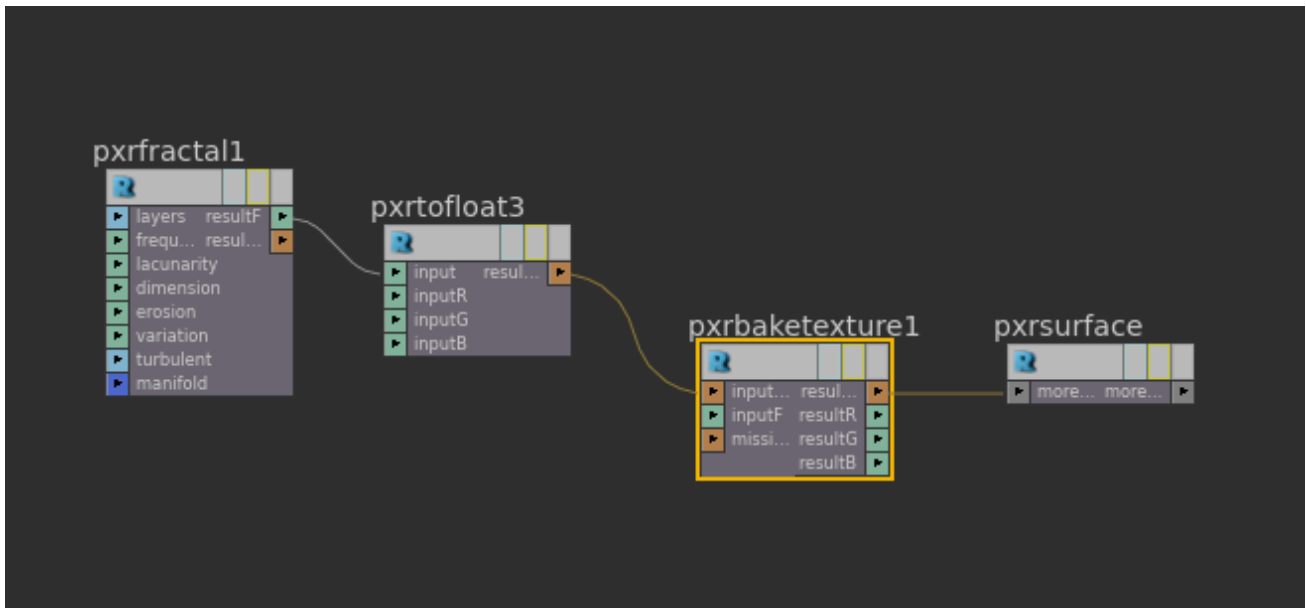 pxrfractal1
layers resultF
frequ... resul...
lacunarity
dimension
erosion
variation
turbulent
manifold
pxrtofloat3
input resul...
inputR
inputG
inputB
pxrbaketexture1
input... resul...
inputF resultR
missi... resultG
resultB
pxrsurface
more... more...